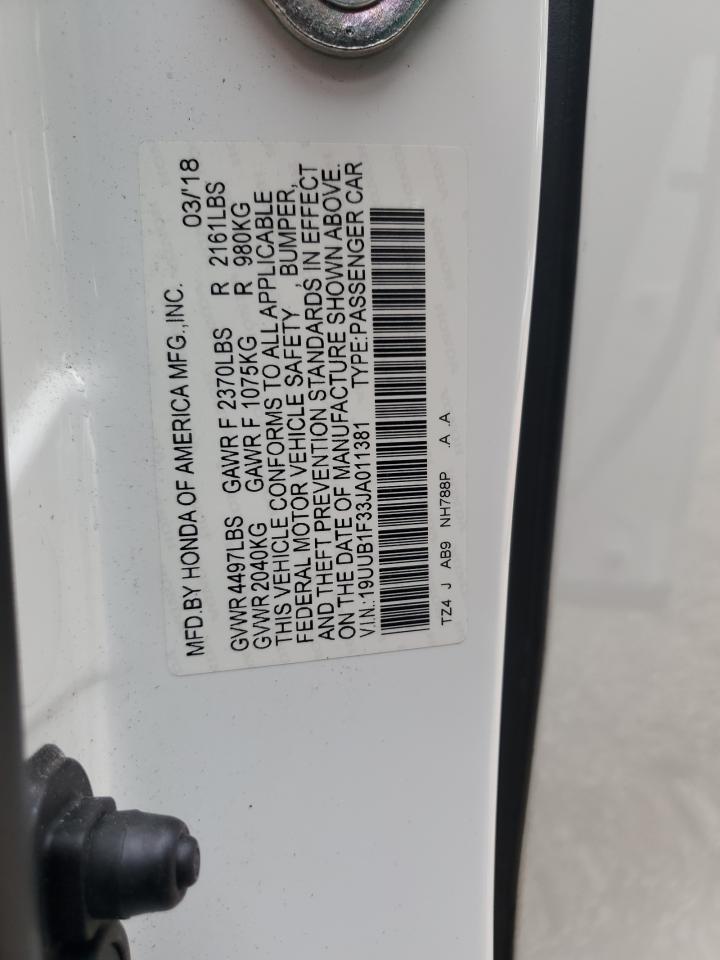 MFD.BY HONDA OF AMERICA MFG.,INC. 03/'18
GVWR 4497LBS GAWR F 2370LBS R 2161LBS
GVWR 2040KG GAWR F 1075KG R 980KG
THIS VEHICLE CONFORMS TO ALL APPLICABLE
FEDERAL MOTOR VEHICLE SAFETY , BUMPER,
AND THEFT PREVENTION STANDARDS IN EFFECT
ON THE DATE OF MANUFACTURE SHOWN ABOVE.
V.I.N.:19UUB1F33JA011381 TYPE:PASSENGER CAR
TZ4 J AB9 NH788P .A .A